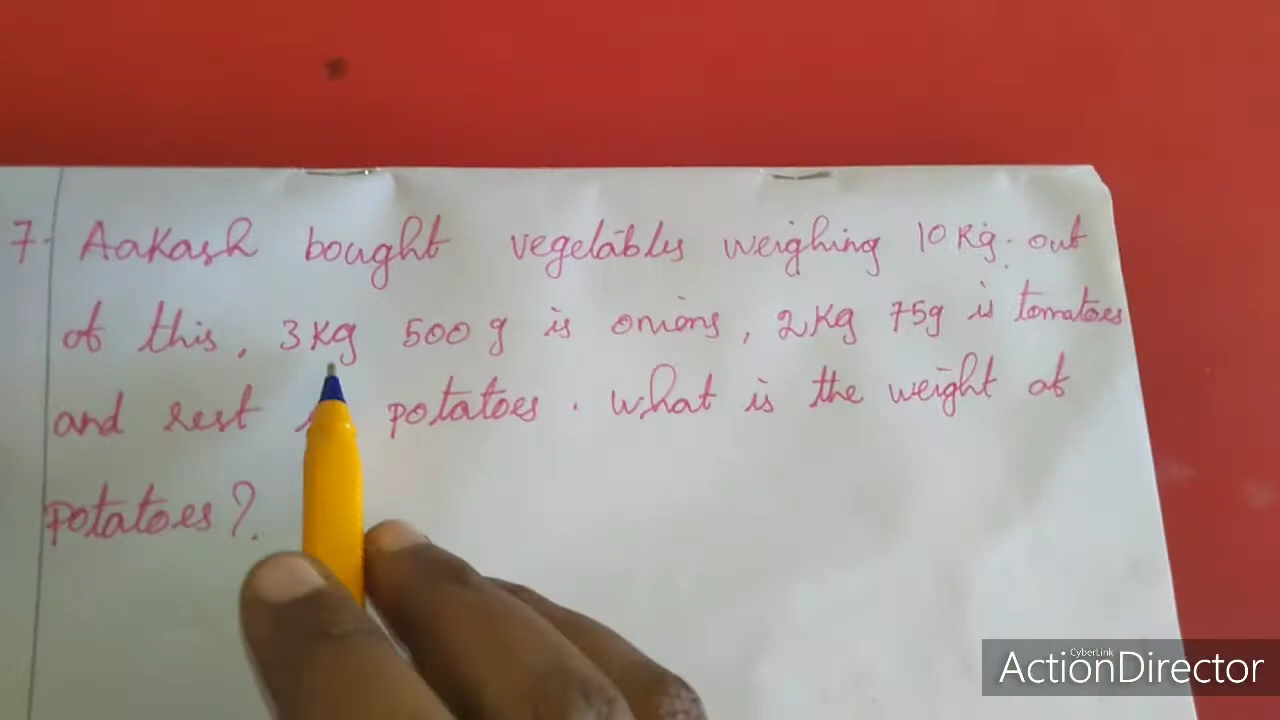 7. Aakash bought vegetables weighing 10 Kg. out
of this, 3 Kg 500 g is onions, 2 Kg 75g is tomatoes
and rest potatoes. What is the weight of
potatoes?
CyberLink
ActionDirector